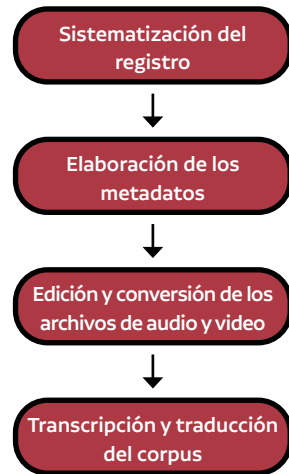 Sistematización del
registro
Elaboración de los
metadatos
Edición y conversión de los
archivos de audio y video
Transcripción y traducción
del corpus